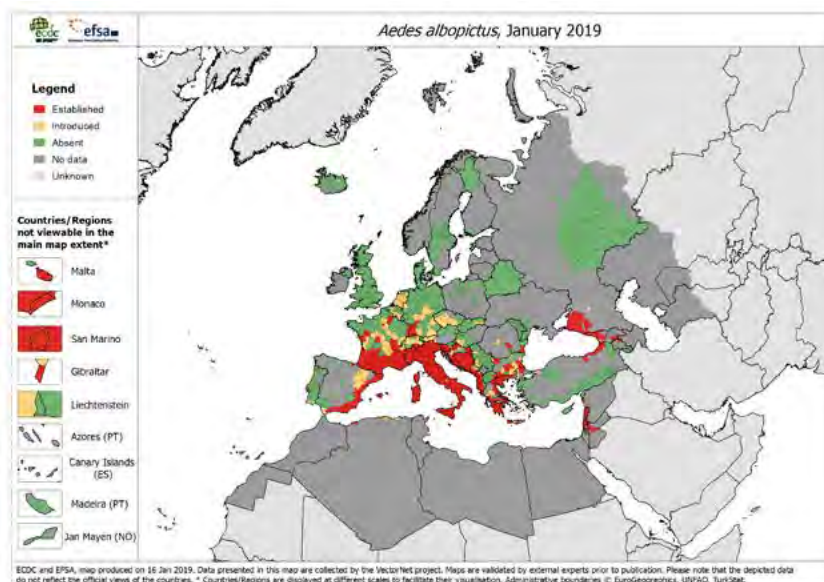 ecdc
efsa
Aedes albopictus, January 2019
Legend
Established
Introduced
Absent
No data
Unknown
Countries/Regions
not viewable in the
main map extent*
Malta
Monaco
San Marino
Gibraltar
Liechtenstein
Azores (PT)
Canary Islands
(ES)
Madeira (PT)
Jan Mayen (NO)
ECDC and EFSA, map produced on 16 Jan 2019. Data presented in this map are collected by the VectorNet project. Maps are validated by external experts prior to publication. Please note that the depicted data
do not reflect the official views of the countries. * Countries/Regions are displayed at different scales to facilitate their visualisation. Administrative boundaries © EuroGeographics, UNFAO, TurkStat.